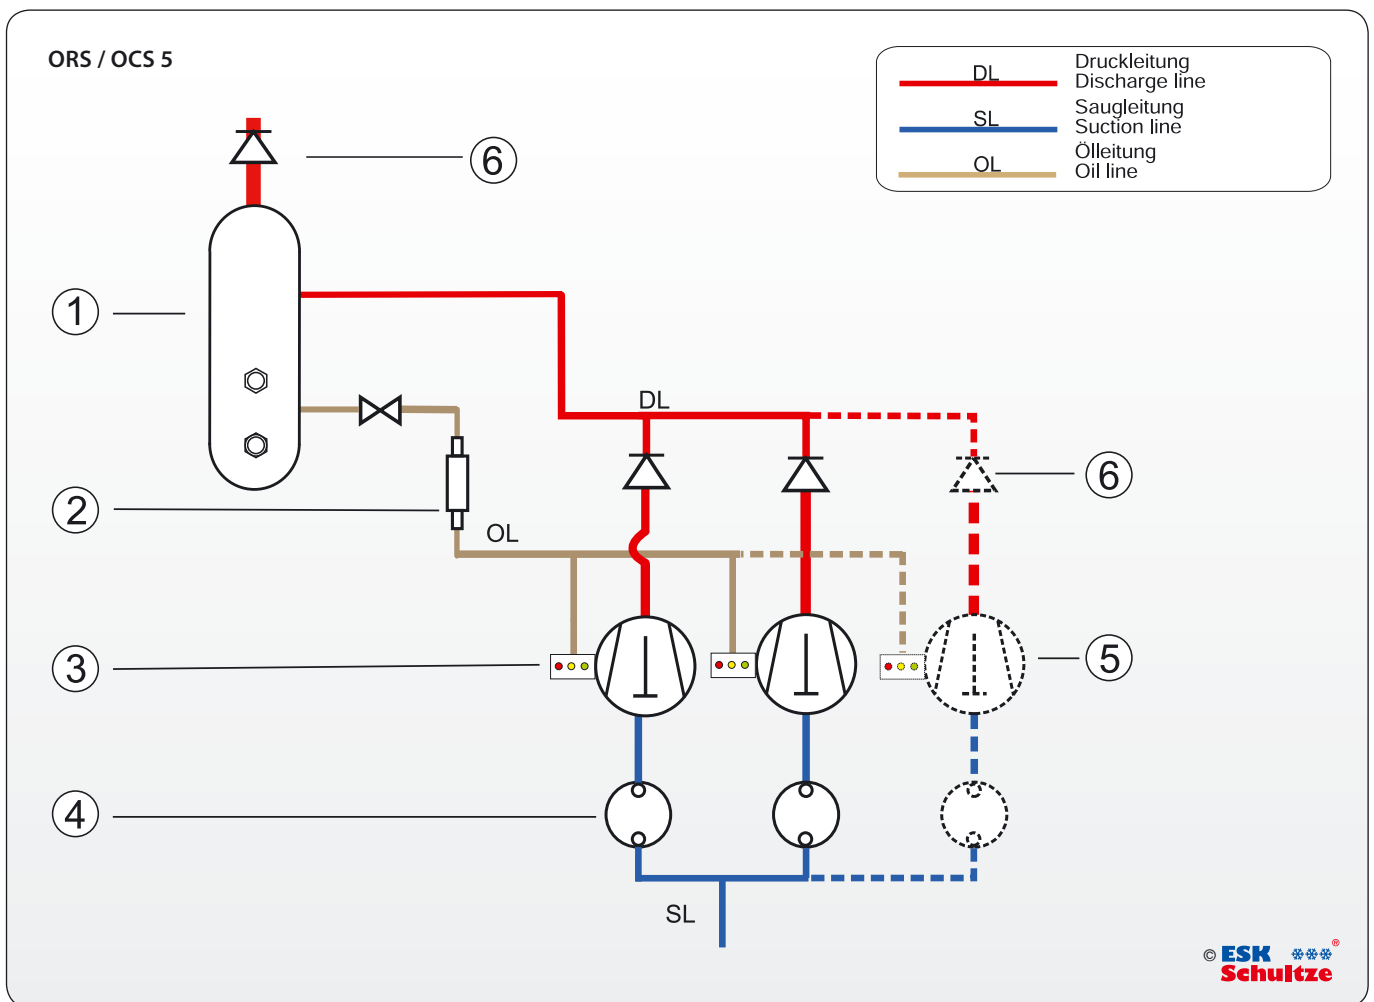 ORS / OCS 5
DL
Druckleitung
Discharge line
SL
Saugleitung
Suction line
OL
Ölleitung
Oil line
6
1
DL
6
2
OL
3
5
4
SL
© ESK ®
Schultze